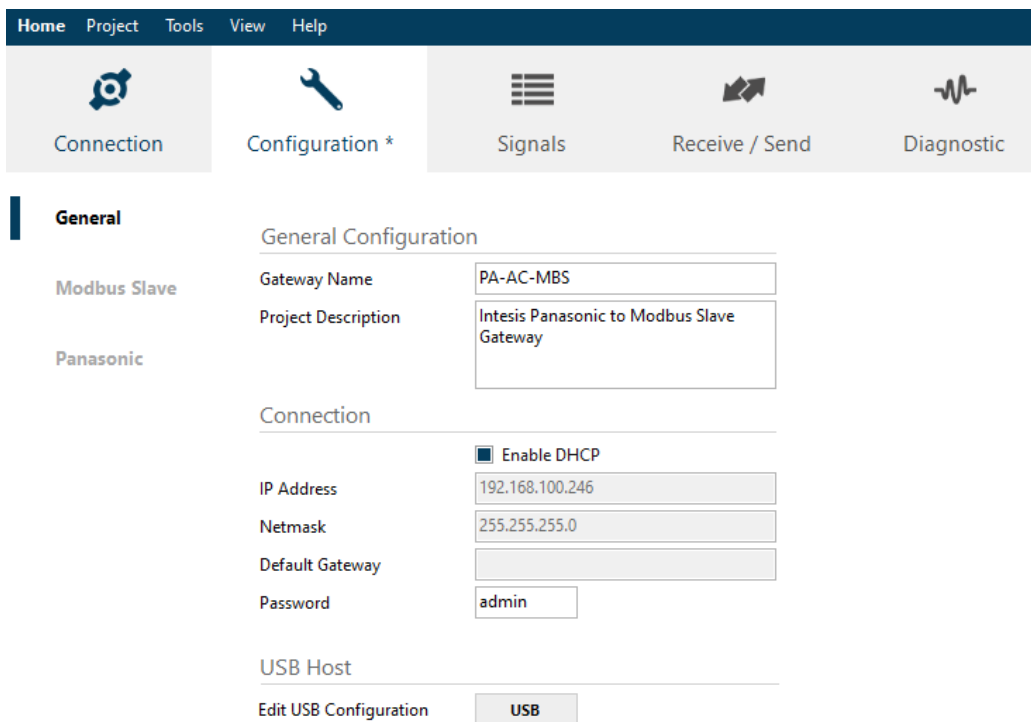 Home Project Tools View Help
Connection Configuration * Signals Receive / Send Diagnostic
General
Modbus Slave
Panasonic
General Configuration
Gateway Name PA-AC-MBS
Project Description Intesis Panasonic to Modbus Slave
Gateway
Connection
Enable DHCP
IP Address 192.168.100.246
Netmask 255.255.255.0
Default Gateway
Password admin
USB Host
Edit USB Configuration USB